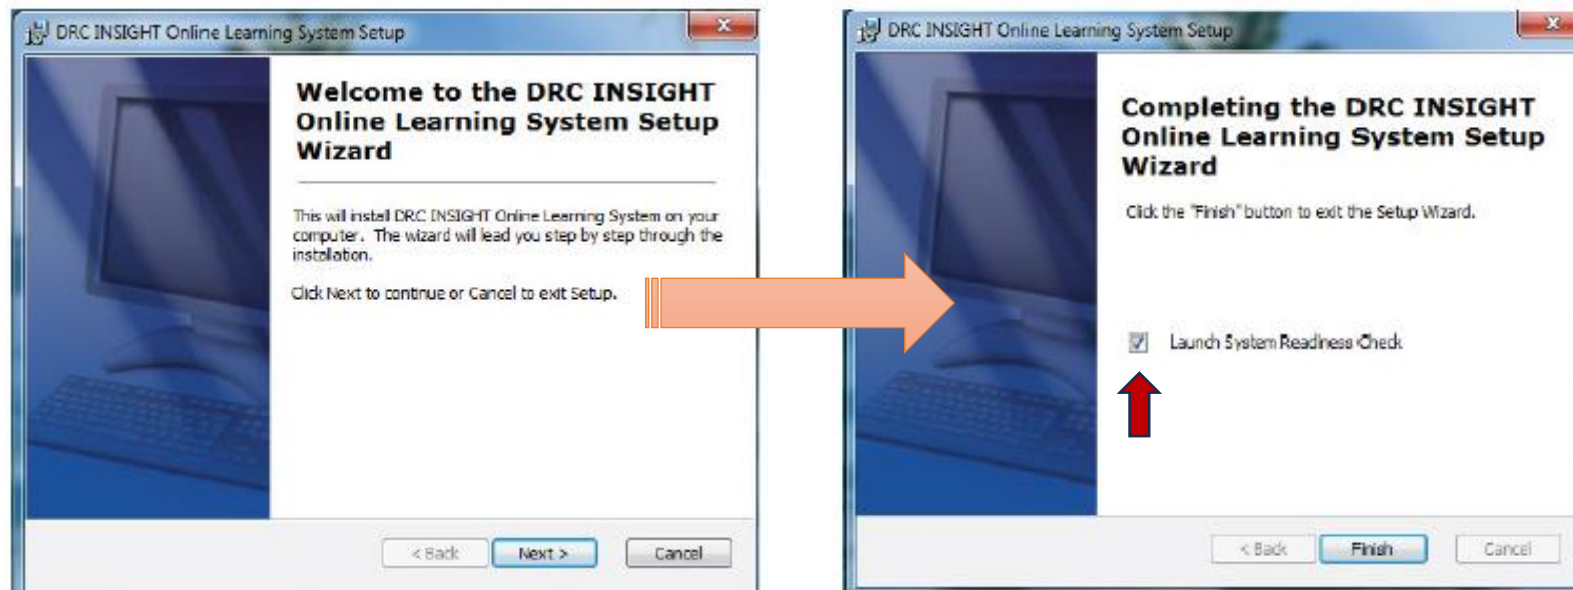 DRC INSIGHT Online Learning System Setup
Welcome to the DRC INSIGHT
Online Learning System Setup
Wizard
This will install DRC INSIGHT Online Learning System on your
computer. The wizard will lead you step by step through the
installation.
Click Next to continue or Cancel to exit Setup.
< Back
Next >
Cancel
DRC INSIGHT Online Learning System Setup
Completing the DRC INSIGHT
Online Learning System Setup
Wizard
Click the "Finish" button to exit the Setup Wizard.
Launch System Readiness Check
< Back
Finish
Cancel